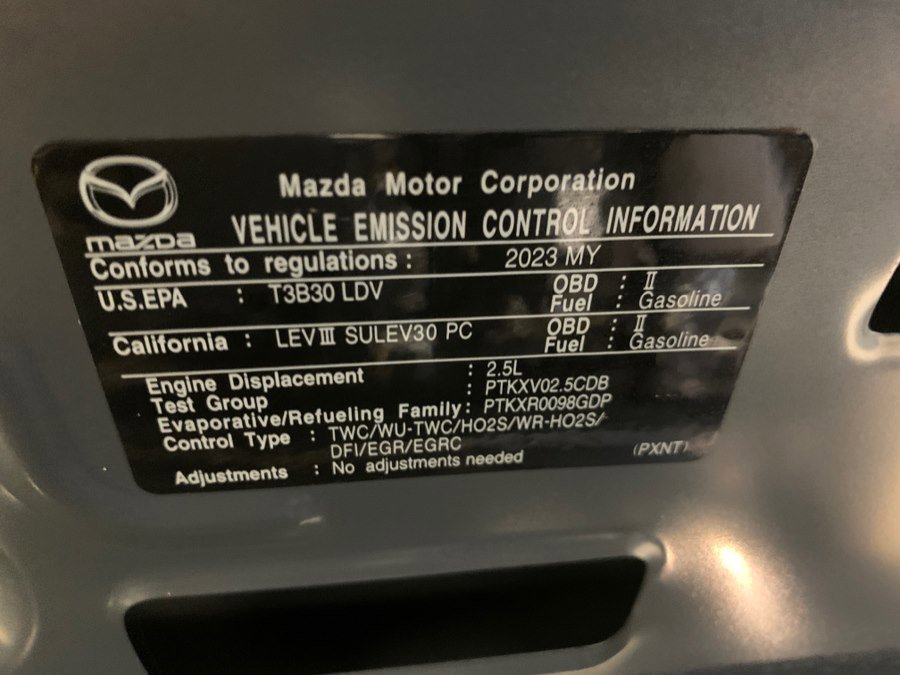 mazda
Mazda Motor Corporation
VEHICLE EMISSION CONTROL INFORMATION
Conforms to regulations : 2023 MY
U.S.EPA : T3B30 LDV OBD : II
Fuel : Gasoline
California : LEV III SULEV30 PC OBD : II
Fuel : Gasoline
Engine Displacement : 2.5L
Test Group : PTKXV02.5CDB
Evaporative/Refueling Family: PTKXR0098GDP
Control Type : TWC/WU-TWC/HO2S/WR-HO2S/
DFI/EGR/EGRC
Adjustments : No adjustments needed (PXNT)